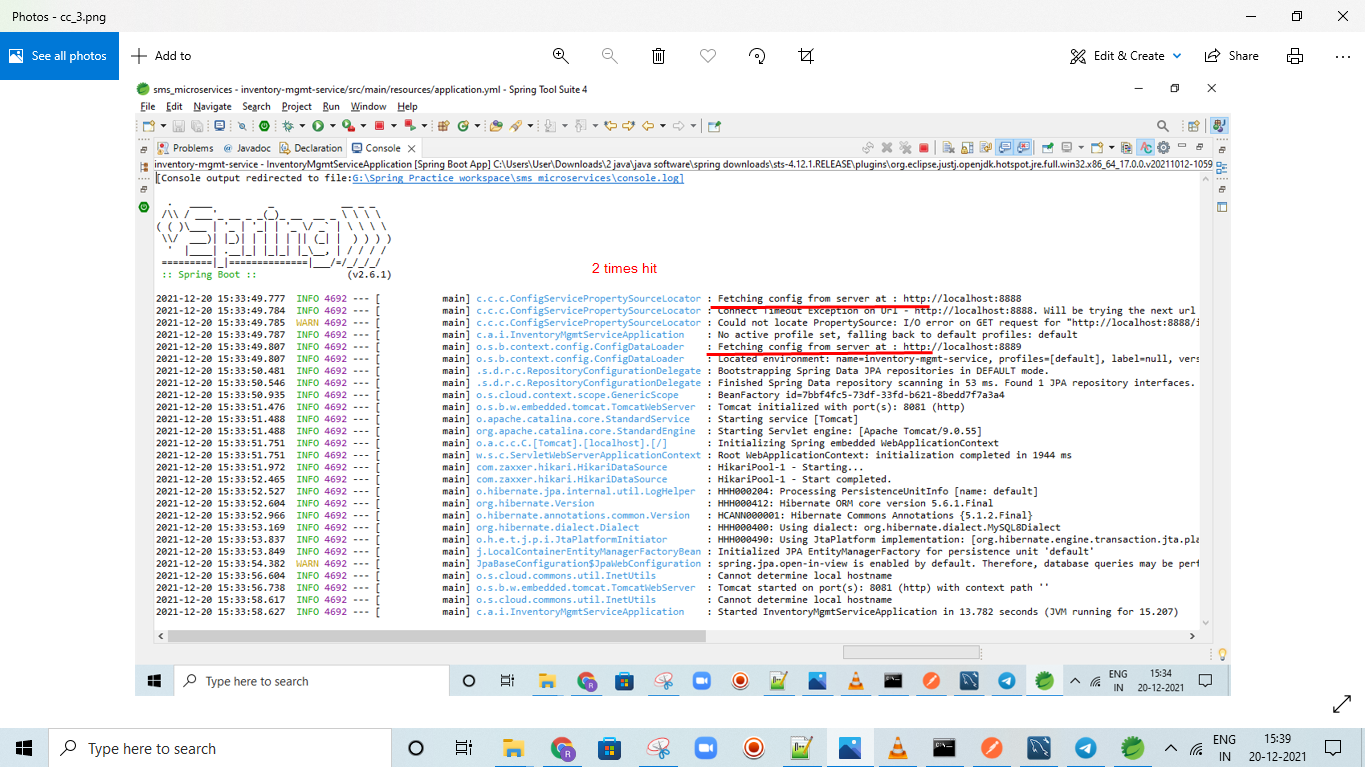 Photos - cc_3.png
See all photos
Add to
Edit & Create
Share
sms_microservices - inventory-mgmt-service/src/main/resources/application.yml - Spring Tool Suite 4
File Edit Navigate Search Project Run Window Help
Problems @ Javadoc Declaration Console
inventory-mgmt-service - InventoryMgmtServiceApplication [Spring Boot App] C:\Users\User\Downloads\2 java\java software\spring downloads\sts-4.12.1.RELEASE\plugins\org.eclipse.justj.openjdk.hotspot.jre.full.win32.x86_64_17.0.0.v20211012-1059
[Console output redirected to file:G:\Spring Practice workspace\sms_microservices\console.log]
Spring
:: Spring Boot :: (v2.6.1)
2 times hit
2021-12-20 15:33:49.777 INFO 4692 --- [ main] c.c.c.ConfigServicePropertySourceLocator : Fetching config from server at : http://localhost:8888
2021-12-20 15:33:49.784 INFO 4692 --- [ main] c.c.c.ConfigServicePropertySourceLocator : Connect Timeout Exception on Url - http://localhost:8888. Will be trying the next url
2021-12-20 15:33:49.785 WARN 4692 --- [ main] c.c.c.ConfigServicePropertySourceLocator : Could not locate PropertySource: I/O error on GET request for "http://localhost:8888/i
2021-12-20 15:33:49.787 INFO 4692 --- [ main] c.a.i.InventoryMgmtServiceApplication : No active profile set, falling back to default profiles: default
2021-12-20 15:33:49.807 INFO 4692 --- [ main] o.s.b.context.config.ConfigDataLoader : Fetching config from server at : http://localhost:8889
2021-12-20 15:33:49.807 INFO 4692 --- [ main] o.s.b.context.config.ConfigDataLoader : Located environment: name=inventory-mgmt-service, profiles=[default], label=null, vers
2021-12-20 15:33:50.481 INFO 4692 --- [ main] .s.d.r.c.RepositoryConfigurationDelegate : Bootstrapping Spring Data JPA repositories in DEFAULT mode.
2021-12-20 15:33:50.546 INFO 4692 --- [ main] .s.d.r.c.RepositoryConfigurationDelegate : Finished Spring Data repository scanning in 53 ms. Found 1 JPA repository interfaces.
2021-12-20 15:33:50.935 INFO 4692 --- [ main] o.s.cloud.context.scope.GenericScope : BeanFactory id=7bbf4fc5-73df-33fd-b621-8bedd7f7a3a4
2021-12-20 15:33:51.476 INFO 4692 --- [ main] o.s.b.w.embedded.tomcat.TomcatWebServer : Tomcat initialized with port(s): 8081 (http)
2021-12-20 15:33:51.488 INFO 4692 --- [ main] o.apache.catalina.core.StandardService : Starting service [Tomcat]
2021-12-20 15:33:51.488 INFO 4692 --- [ main] org.apache.catalina.core.StandardEngine : Starting Servlet engine: [Apache Tomcat/9.0.55]
2021-12-20 15:33:51.751 INFO 4692 --- [ main] o.a.c.c.C.[Tomcat].[localhost].[/] : Initializing Spring embedded WebApplicationContext
2021-12-20 15:33:51.751 INFO 4692 --- [ main] w.s.c.ServletWebServerApplicationContext : Root WebApplicationContext: initialization completed in 1944 ms
2021-12-20 15:33:51.972 INFO 4692 --- [ main] com.zaxxer.hikari.HikariDataSource : HikariPool-1 - Starting...
2021-12-20 15:33:52.465 INFO 4692 --- [ main] com.zaxxer.hikari.HikariDataSource : HikariPool-1 - Start completed.
2021-12-20 15:33:52.527 INFO 4692 --- [ main] o.hibernate.jpa.internal.util.LogHelper : HHH000204: Processing PersistenceUnitInfo [name: default]
2021-12-20 15:33:52.604 INFO 4692 --- [ main] org.hibernate.Version : HHH000412: Hibernate ORM core version 5.6.1.Final
2021-12-20 15:33:52.966 INFO 4692 --- [ main] o.hibernate.annotations.common.Version : HCANN000001: Hibernate Commons Annotations {5.1.2.Final}
2021-12-20 15:33:53.169 INFO 4692 --- [ main] org.hibernate.dialect.Dialect : HHH000400: Using dialect: org.hibernate.dialect.MySQL8Dialect
2021-12-20 15:33:53.837 INFO 4692 --- [ main] o.h.e.t.j.p.i.JtaPlatformInitiator : HHH000490: Using JtaPlatform implementation: [org.hibernate.engine.transaction.jta.pla
2021-12-20 15:33:53.849 INFO 4692 --- [ main] j.LocalContainerEntityManagerFactoryBean : Initialized JPA EntityManagerFactory for persistence unit 'default'
2021-12-20 15:33:54.382 WARN 4692 --- [ main] JpaBaseConfiguration$JpaWebConfiguration : spring.jpa.open-in-view is enabled by default. Therefore, database queries may be perf
2021-12-20 15:33:56.604 INFO 4692 --- [ main] o.s.cloud.commons.util.InetUtils : Cannot determine local hostname
2021-12-20 15:33:56.738 INFO 4692 --- [ main] o.s.b.w.embedded.tomcat.TomcatWebServer : Tomcat started on port(s): 8081 (http) with context path ''
2021-12-20 15:33:58.617 INFO 4692 --- [ main] o.s.cloud.commons.util.InetUtils : Cannot determine local hostname
2021-12-20 15:33:58.627 INFO 4692 --- [ main] c.a.i.InventoryMgmtServiceApplication : Started InventoryMgmtServiceApplication in 13.782 seconds (JVM running for 15.207)
Type here to search
ENG
IN
15:34
20-12-2021
Type here to search
ENG
IN
15:39
20-12-2021